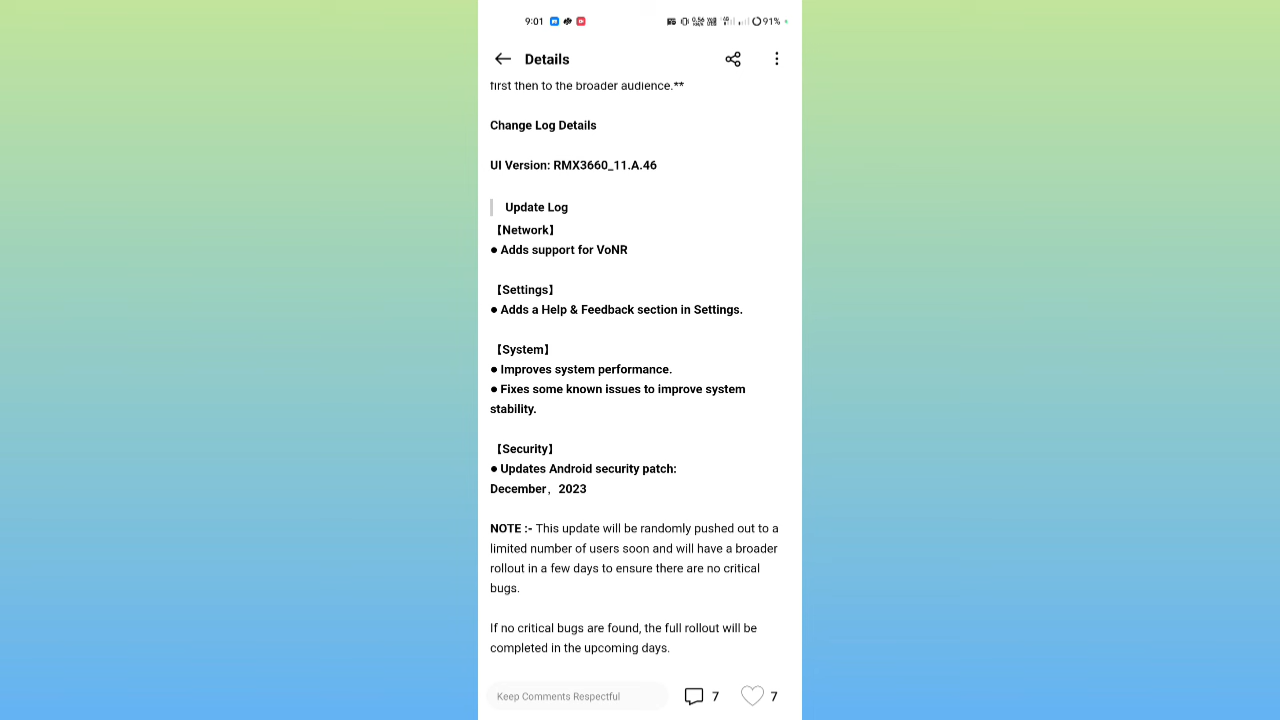 9:01
91%
Details
first then to the broader audience.**
Change Log Details
UI Version: RMX3660_11.A.46
Update Log
【Network】
● Adds support for VoNR
【Settings】
● Adds a Help & Feedback section in Settings.
【System】
● Improves system performance.
● Fixes some known issues to improve system
stability.
【Security】
● Updates Android security patch:
December，2023
NOTE :- This update will be randomly pushed out to a
limited number of users soon and will have a broader
rollout in a few days to ensure there are no critical
bugs.
If no critical bugs are found, the full rollout will be
completed in the upcoming days.
Keep Comments Respectful
7
7